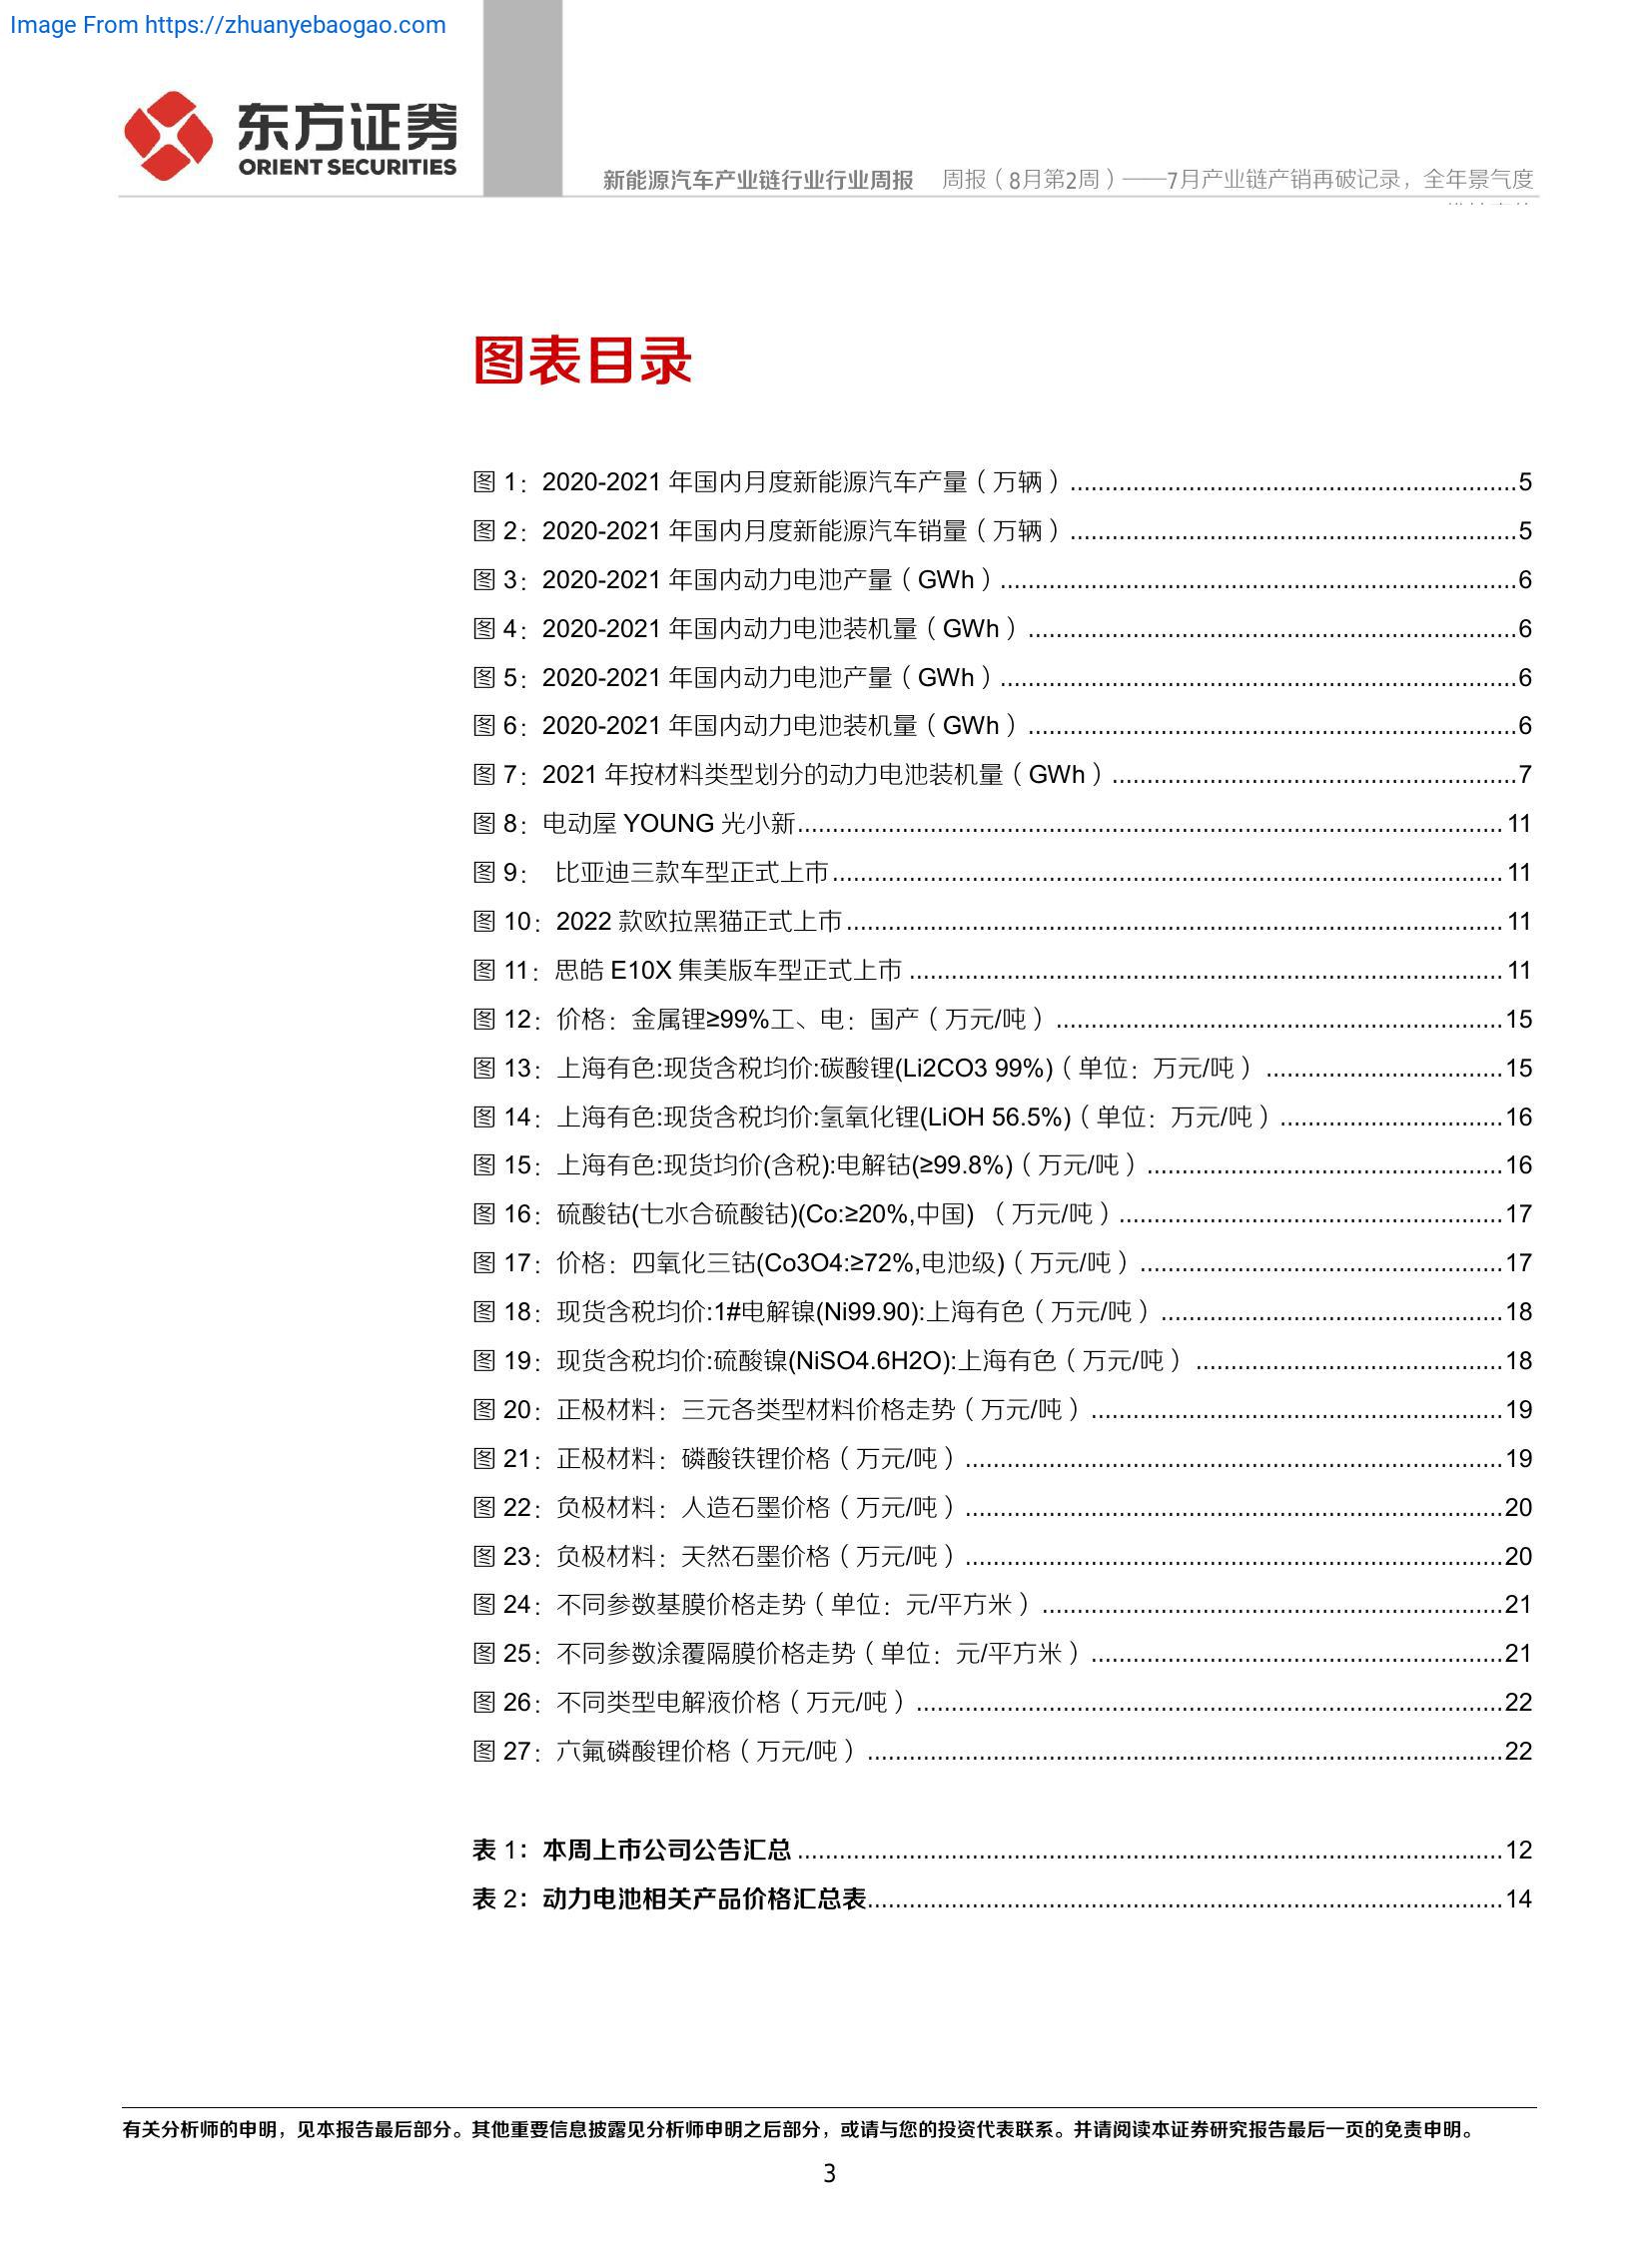 Image From https://zhuanyebaogao.com
东方证券
ORIENT SECURITIES
新能源汽车产业链行业行业周报 周报（8月第2周）——7月产业链产销再破记录，全年景气度
图表目录
图 1：2020-2021 年国内月度新能源汽车产量（万辆）................................................................5
图 2：2020-2021 年国内月度新能源汽车销量（万辆）................................................................5
图 3：2020-2021 年国内动力电池产量（GWh）..........................................................................6
图 4：2020-2021 年国内动力电池装机量（GWh）......................................................................6
图 5：2020-2021 年国内动力电池产量（GWh）..........................................................................6
图 6：2020-2021 年国内动力电池装机量（GWh）......................................................................6
图 7：2021 年按材料类型划分的动力电池装机量（GWh）..........................................................7
图 8：电动屋 YOUNG 光小新.....................................................................................................11
图 9： 比亚迪三款车型正式上市................................................................................................11
图 10：2022 款欧拉黑猫正式上市..............................................................................................11
图 11：思皓 E10X 集美版车型正式上市.....................................................................................11
图 12：价格：金属锂≥99%工、电：国产（万元/吨）................................................................15
图 13：上海有色:现货含税均价:碳酸锂(Li2CO3 99%)（单位：万元/吨）..................................15
图 14：上海有色:现货含税均价:氢氧化锂(LiOH 56.5%)（单位：万元/吨）................................16
图 15：上海有色:现货均价(含税):电解钴(≥99.8%)（万元/吨）...................................................16
图 16：硫酸钴(七水合硫酸钴)(Co:≥20%,中国) （万元/吨）.......................................................17
图 17：价格：四氧化三钴(Co3O4:≥72%,电池级)（万元/吨）....................................................17
图 18：现货含税均价:1#电解镍(Ni99.90):上海有色（万元/吨）.................................................18
图 19：现货含税均价:硫酸镍(NiSO4.6H2O):上海有色（万元/吨）............................................18
图 20：正极材料：三元各类型材料价格走势（万元/吨）...........................................................19
图 21：正极材料：磷酸铁锂价格（万元/吨）.............................................................................19
图 22：负极材料：人造石墨价格（万元/吨）.............................................................................20
图 23：负极材料：天然石墨价格（万元/吨）.............................................................................20
图 24：不同参数基膜价格走势（单位：元/平方米）..................................................................21
图 25：不同参数涂覆隔膜价格走势（单位：元/平方米）...........................................................21
图 26：不同类型电解液价格（万元/吨）....................................................................................22
图 27：六氟磷酸锂价格（万元/吨）...........................................................................................22
表 1：本周上市公司公告汇总.....................................................................................................12
表 2：动力电池相关产品价格汇总表...........................................................................................14
有关分析师的申明，见本报告最后部分。其他重要信息披露见分析师申明之后部分，或请与您的投资代表联系。并请阅读本证券研究报告最后一页的免责申明。
3